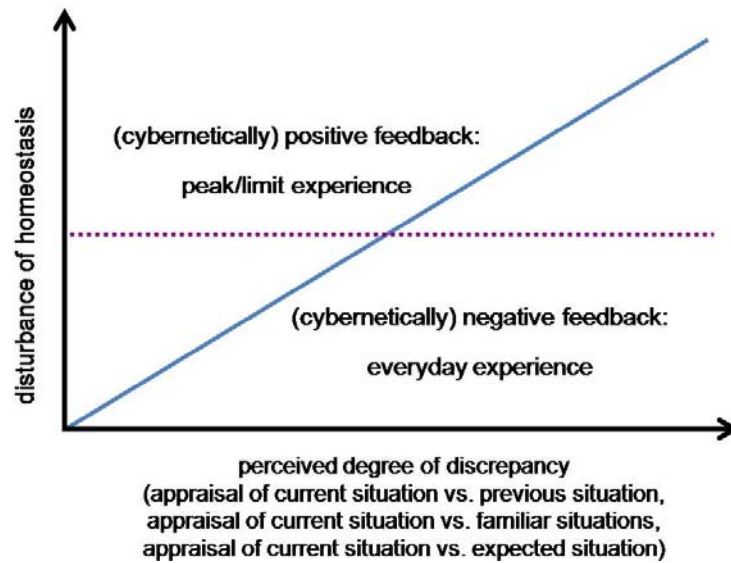 disturbance of homeostasis
(cybernetically) positive feedback:
peak/limit experience
(cybernetically) negative feedback:
everyday experience
perceived degree of discrepancy
(appraisal of current situation vs. previous situation,
appraisal of current situation vs. familiar situations,
appraisal of current situation vs. expected situation)